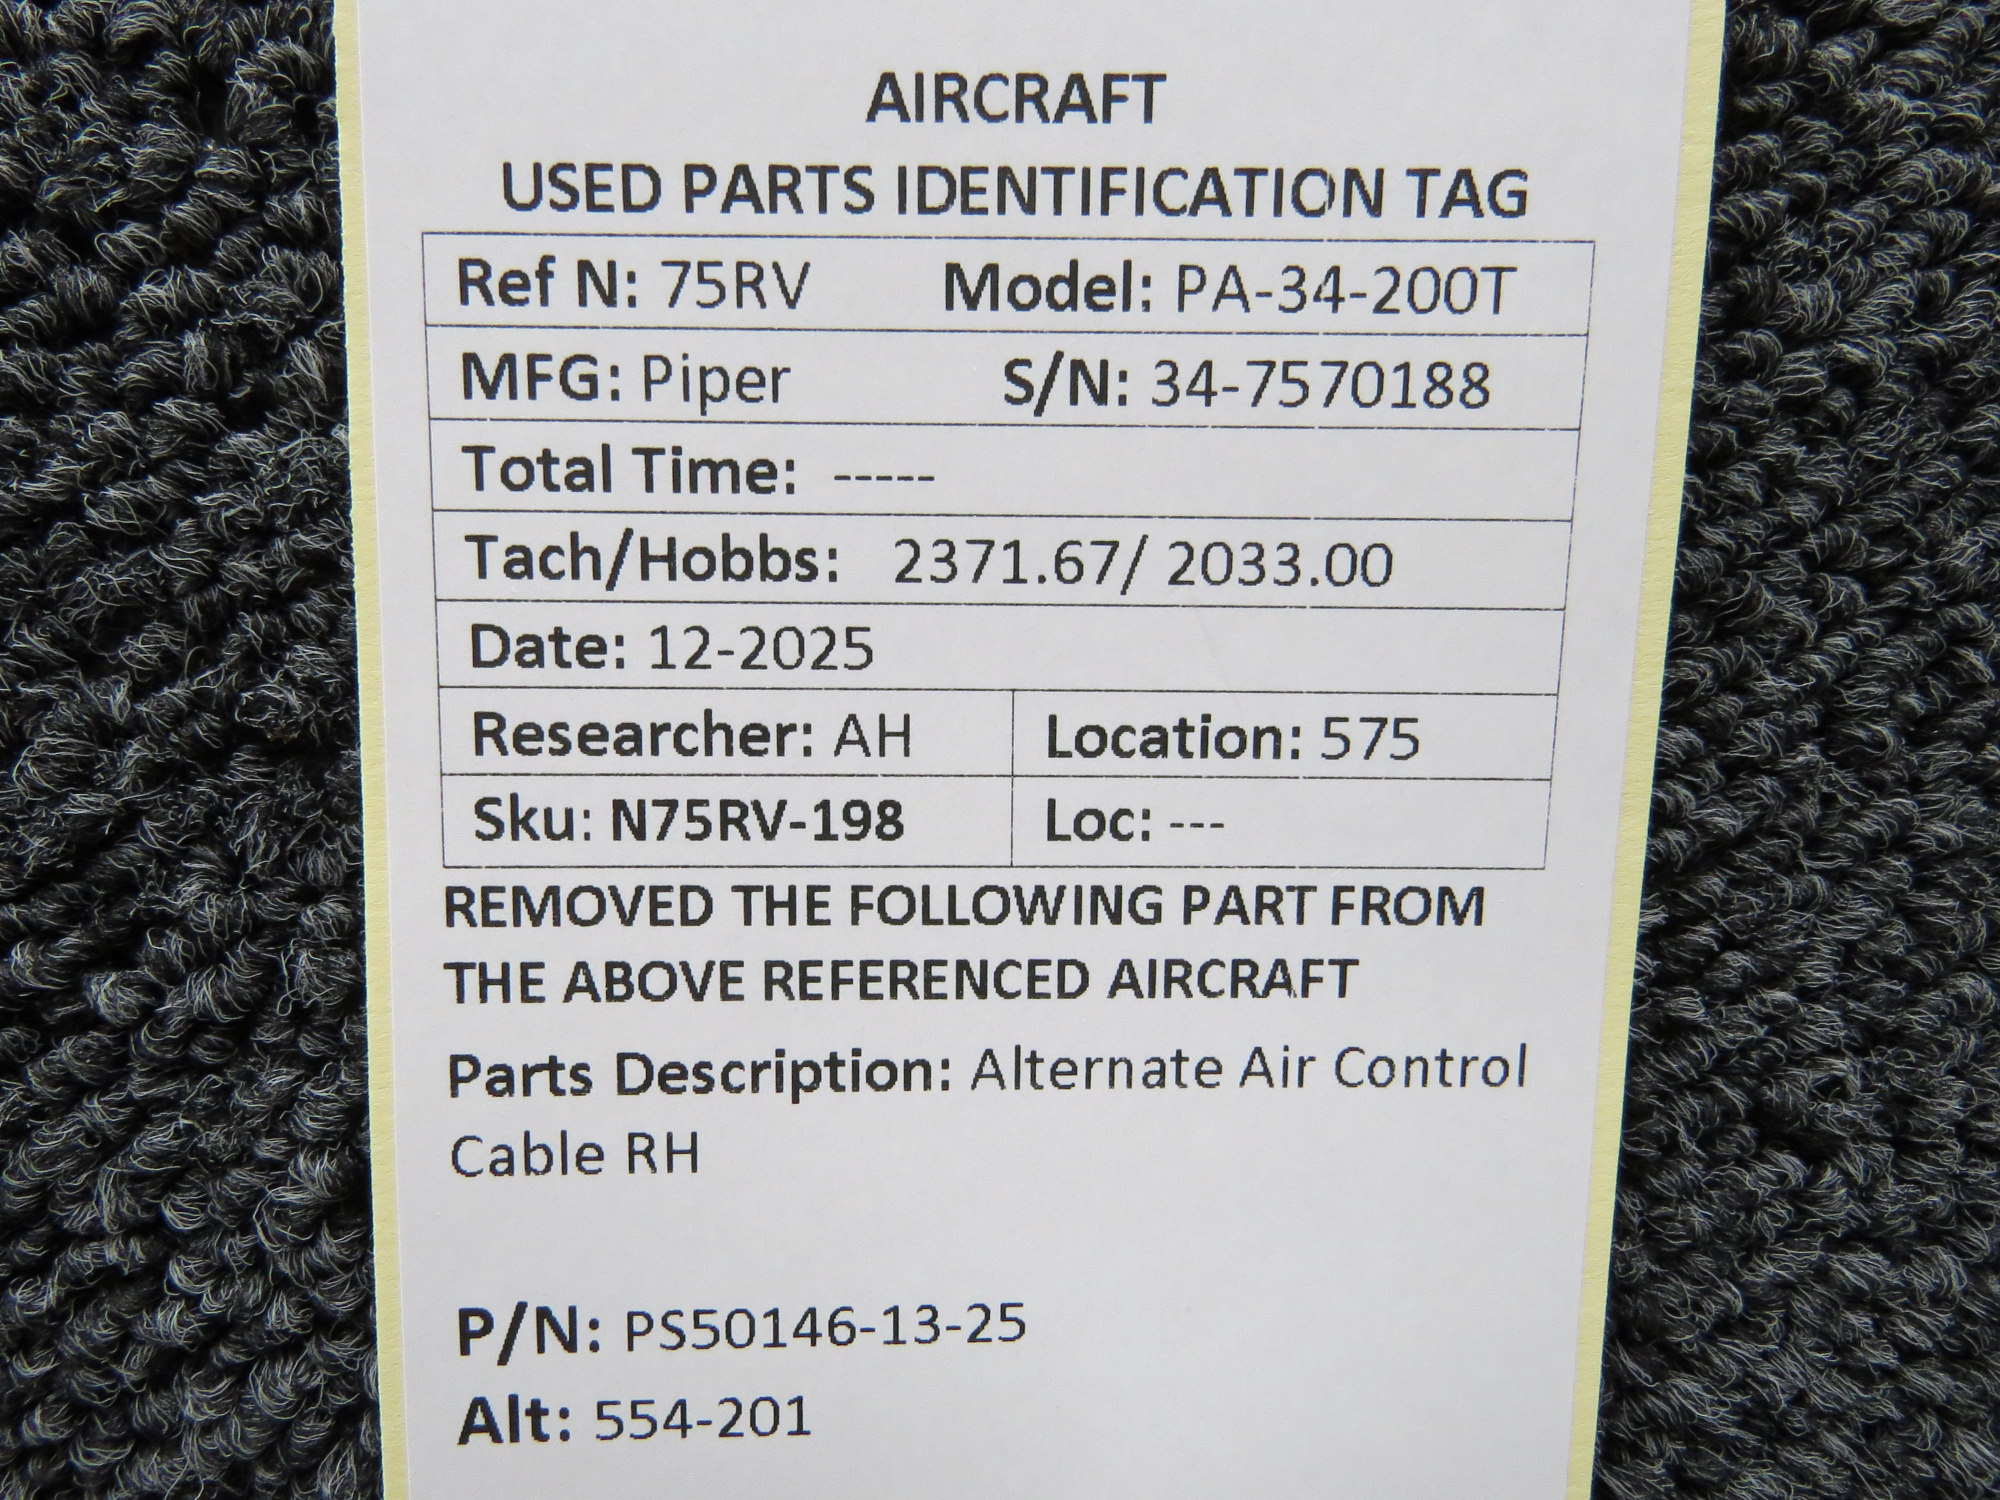 AIRCRAFT
USED PARTS IDENTIFICATION TAG
Ref N: 75RV Model: PA-34-200T
MFG: Piper S/N: 34-7570188
Total Time: -----
Tach/Hobbs: 2371.67/ 2033.00
Date: 12-2025
Researcher: AH Location: 575
Sku: N75RV-198 Loc: ---
REMOVED THE FOLLOWING PART FROM
THE ABOVE REFERENCED AIRCRAFT
Parts Description: Alternate Air Control
Cable RH
P/N: PS50146-13-25
Alt: 554-201